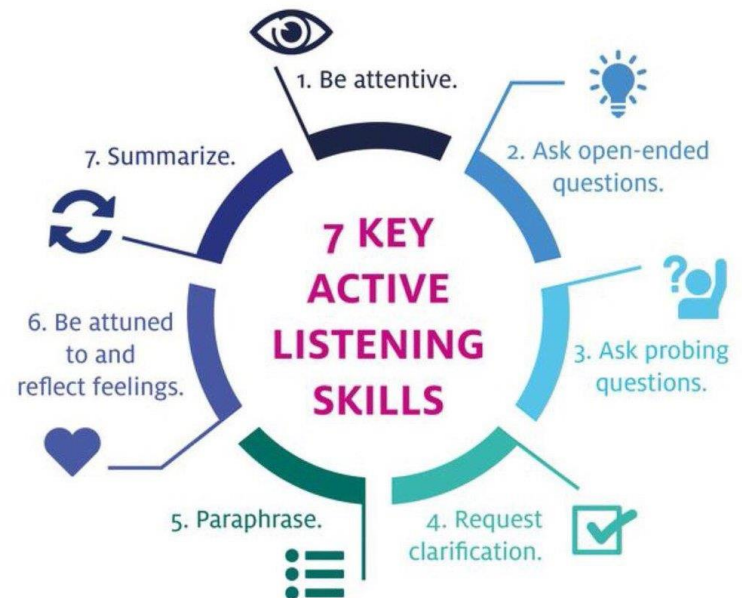 7 KEY
ACTIVE
LISTENING
SKILLS
1. Be attentive.
2. Ask open-ended
questions.
3. Ask probing
questions.
4. Request
clarification.
5. Paraphrase.
6. Be attuned
to and
reflect feelings.
7. Summarize.